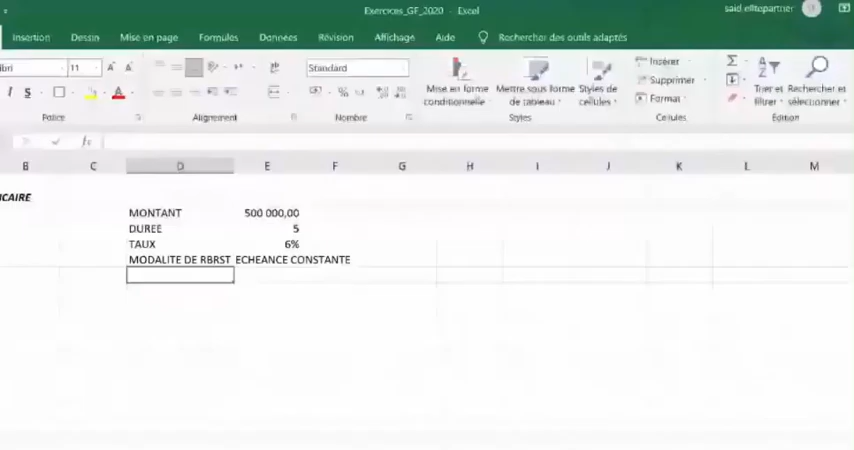 Exercices_GF_2020 - Excel
said.elitepartner
Insertion Dessin Mise en page Formules Données Révision Affichage Aide Rechercher des outils adaptés
11 A A Standard Insérer
Supprimer
Mise en forme conditionnelle Mettre sous forme de tableau Styles de cellules Format Trier et filtrer Rechercher et sélectionner
Police Alignement Nombre Styles Cellules Édition
fx
B C D E F G H I J K L M
MONTANT 500 000,00
DUREE 5
TAUX 6%
MODALITE DE RBRST ECHEANCE CONSTANTE